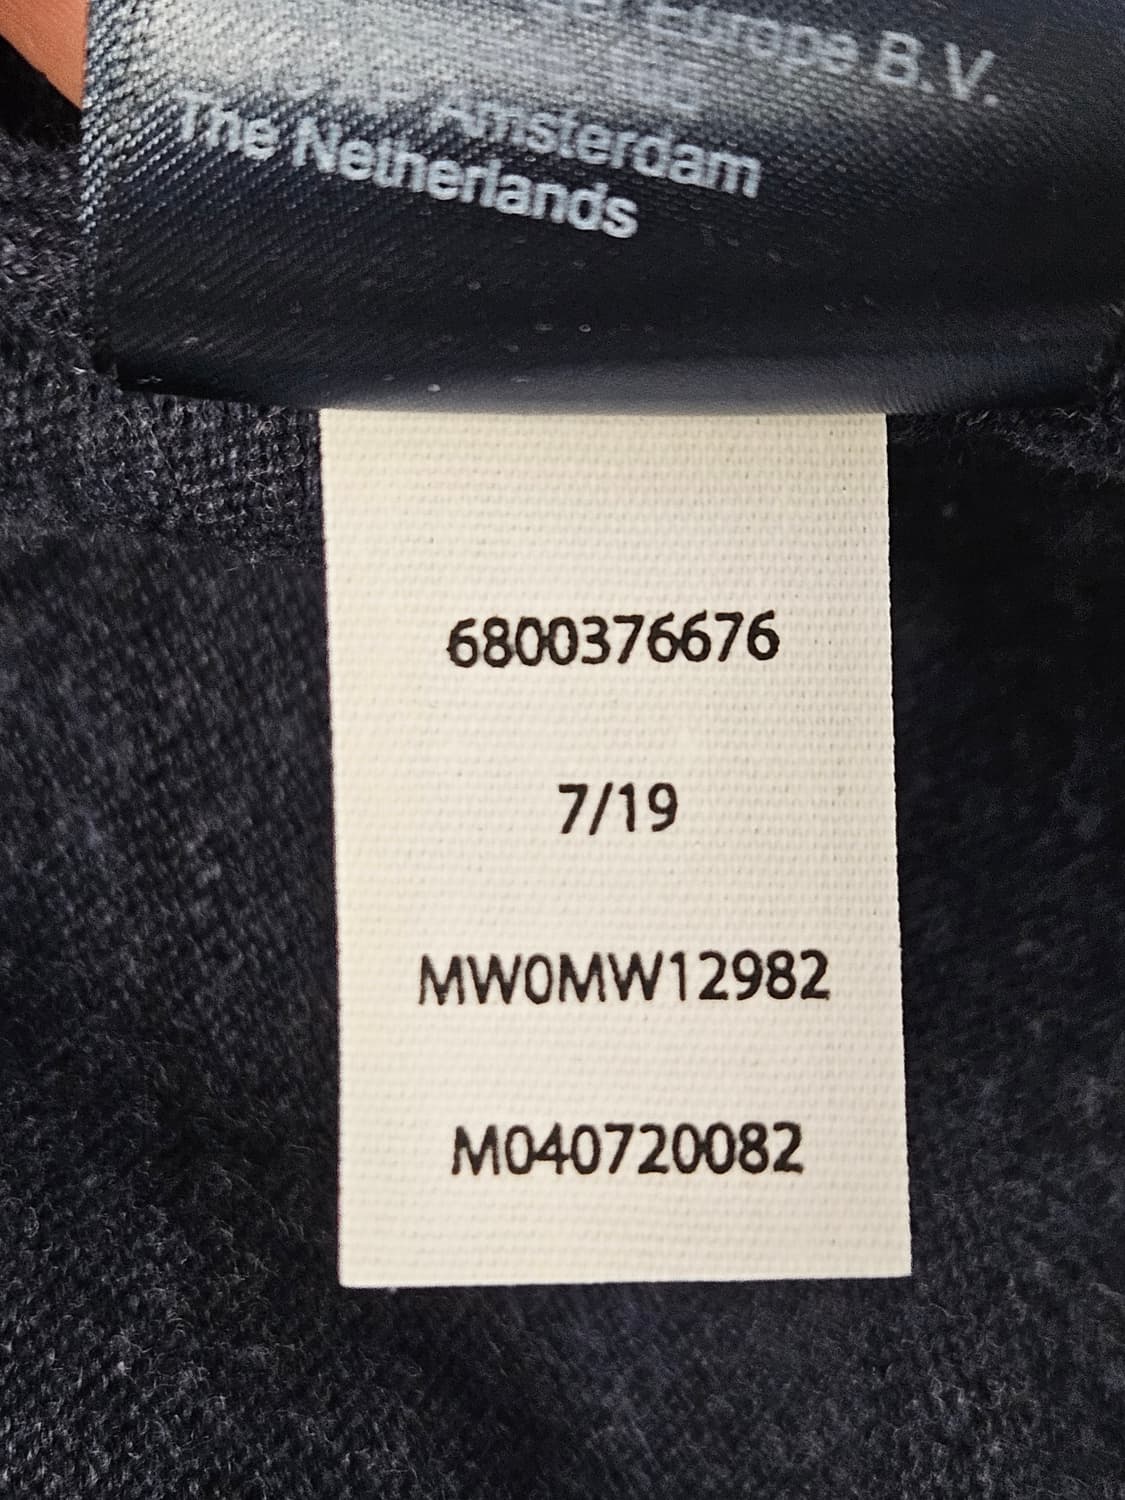 Europe B.V.
Amsterdam
The Netherlands
6800376676
7/19
MW0MW12982
M040720082